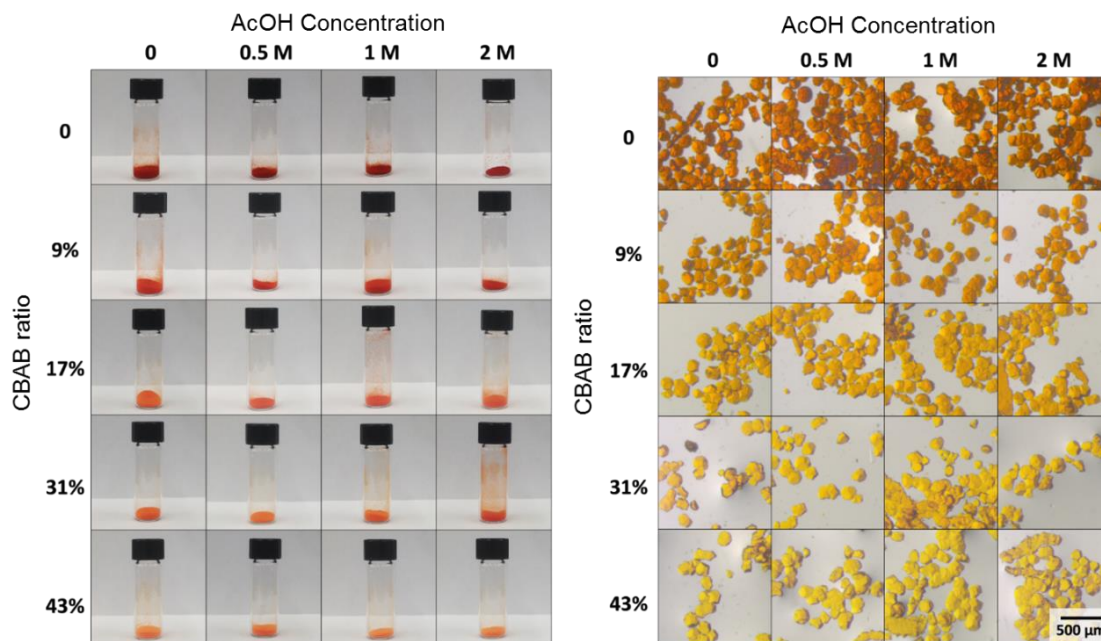 AcOH Concentration
0 0.5 M 1 M 2 M
CBAB ratio
0
9%
17%
31%
43%
AcOH Concentration
0 0.5 M 1 M 2 M
CBAB ratio
0
9%
17%
31%
43%
500 µm